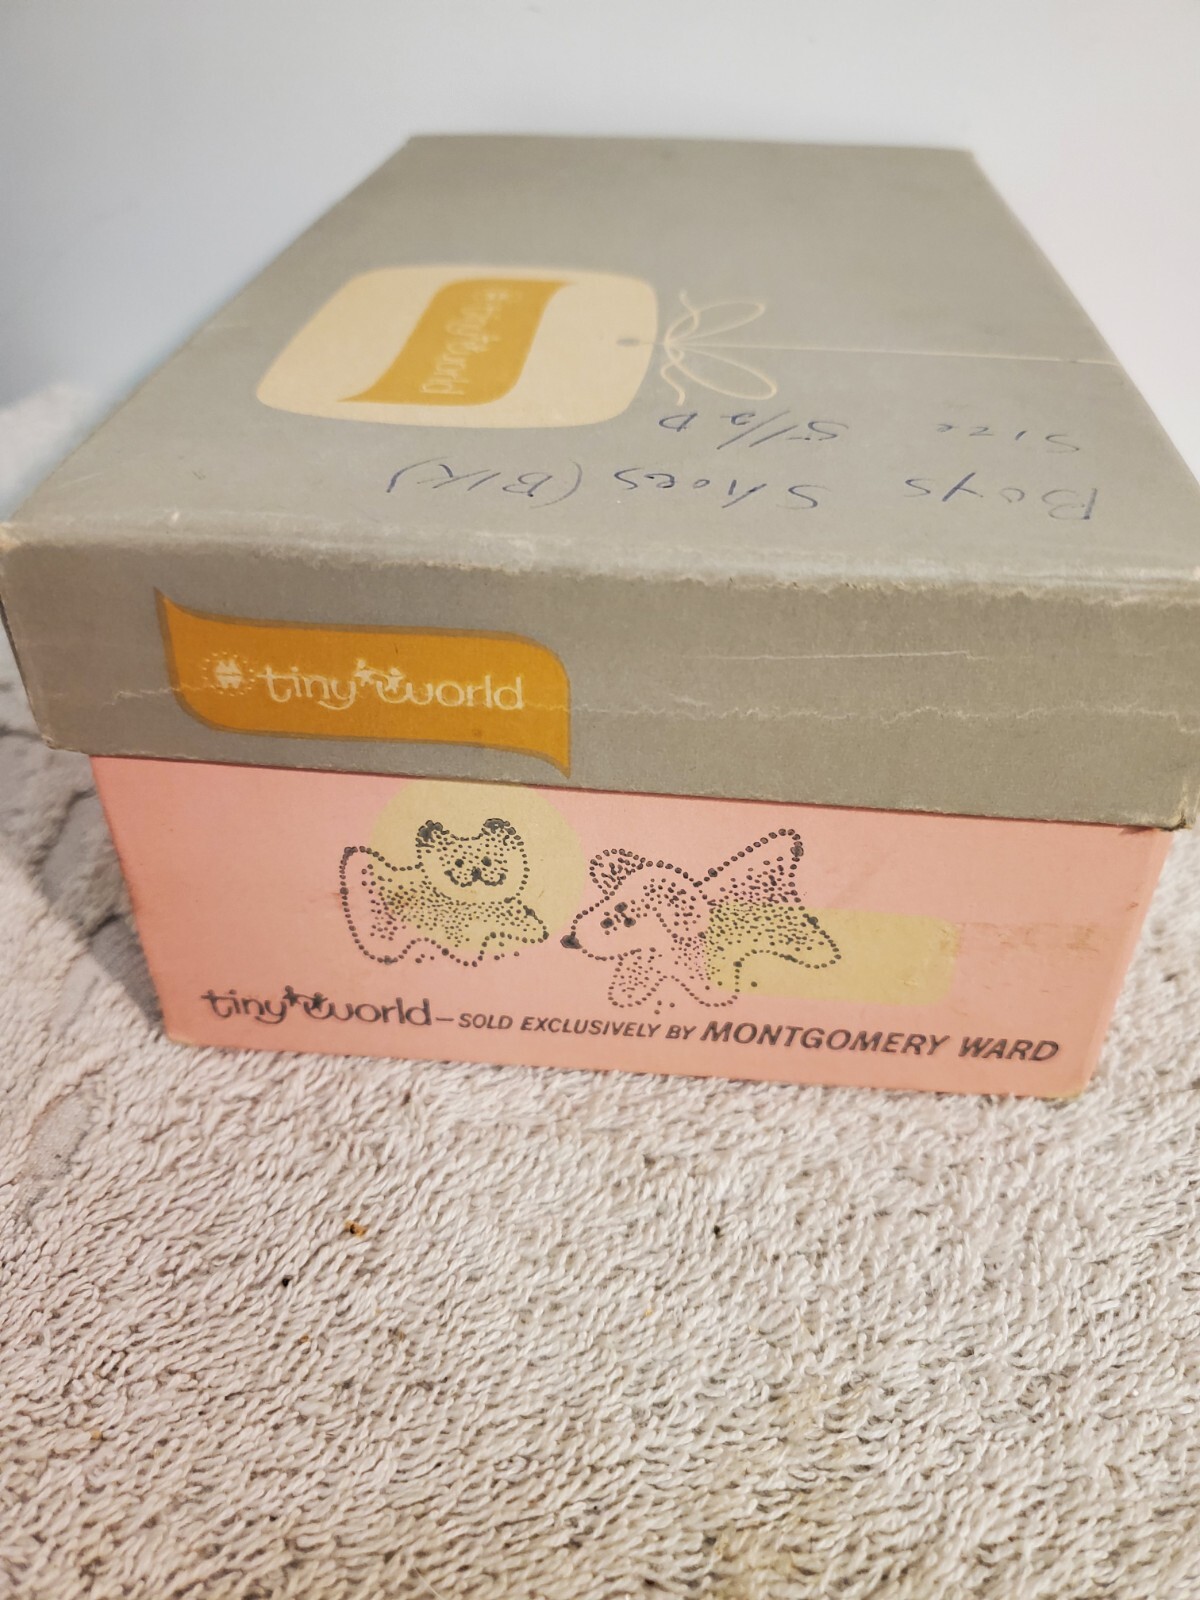 tiny world
Boys Shoes (BLK)
Size 5 1/2 D
tiny world
tiny world — SOLD EXCLUSIVELY BY MONTGOMERY WARD